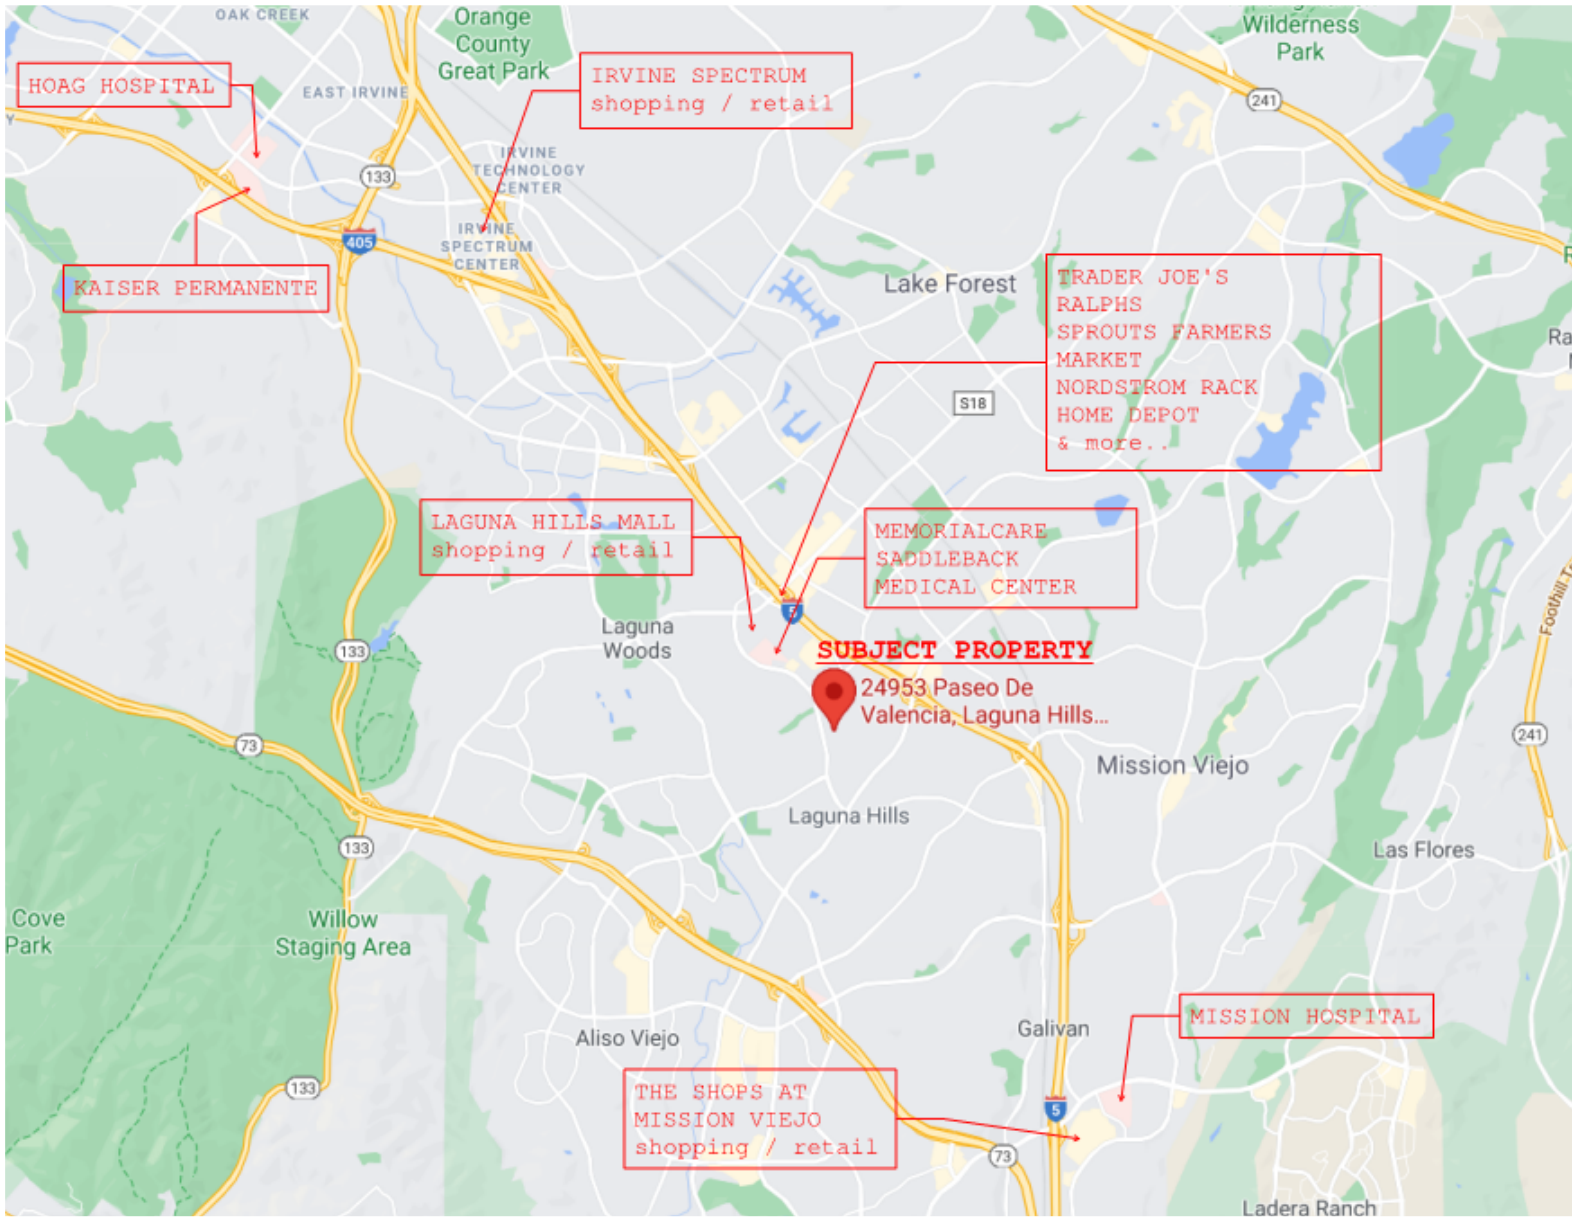 OAK CREEK
Orange
County
Great Park
Wilderness
Park
HOAG HOSPITAL
EAST IRVINE
IRVINE SPECTRUM
shopping / retail
241
133
IRVINE
TECHNOLOGY
CENTER
405
IRVINE
SPECTRUM
CENTER
KAISER PERMANENTE
Lake Forest
TRADER JOE'S
RALPHS
SPROUTS FARMERS
MARKET
NORDSTROM RACK
HOME DEPOT
& more..
S18
LAGUNA HILLS MALL
shopping / retail
MEMORIALCARE
SADDLEBACK
MEDICAL CENTER
5
Laguna
Woods
133
SUBJECT PROPERTY
24953 Paseo De
Valencia, Laguna Hills...
Foothill-T
241
73
Mission Viejo
Laguna Hills
133
Las Flores
Cove
Park
Willow
Staging Area
Aliso Viejo
Galivan
MISSION HOSPITAL
133
THE SHOPS AT
MISSION VIEJO
shopping / retail
5
73
Ladera Ranch